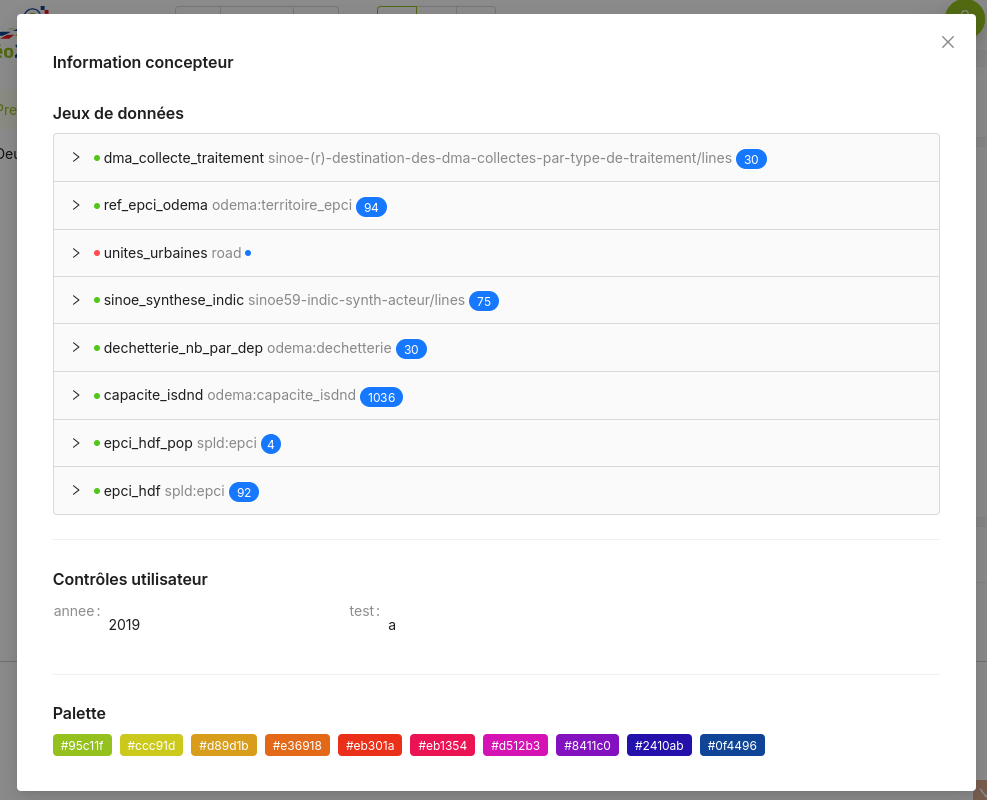 Information concepteur
Jeux de données
dma_collecte_traitement sinoe-(r)-destination-des-dma-collectes-par-type-de-traitement/lines 30
ref_epci_odema odema:territoire_epci 94
unites_urbaines road
sinoe_synthese_indic sinoe59-indic-synth-acteur/lines 75
dechetterie_nb_par_dep odema:dechetterie 30
capacite_isdnd odema:capacite_isdnd 1036
epci_hdf_pop spld:epci 4
epci_hdf spld:epci 92
Contrôles utilisateur
annee : 2019 test : a
Palette
#95c11f #ccc91d #d89d1b #e36918 #eb301a #eb1354 #d512b3 #8411c0 #2410ab #0f4496